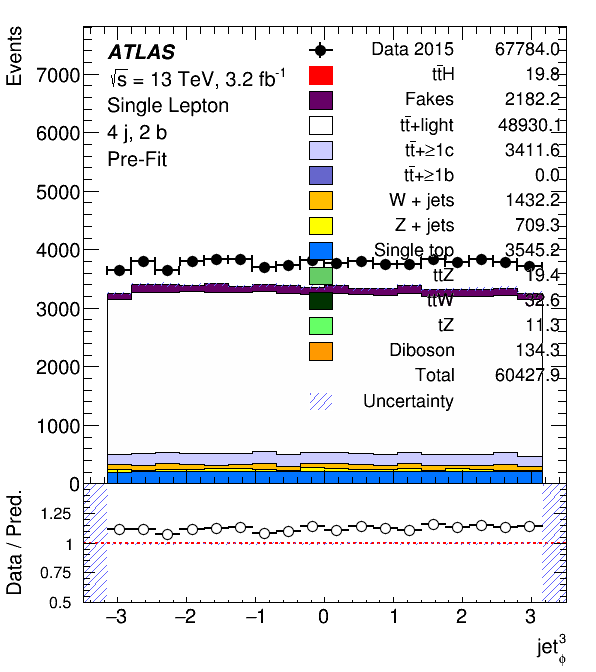 Events
7000
6000
5000
4000
3000
2000
1000
0
ATLAS
√s = 13 TeV, 3.2 fb⁻¹
Single Lepton
4 j, 2 b
Pre-Fit
Data 2015 67784.0
tt̄H 19.8
Fakes 2182.2
tt̄+light 48930.1
tt̄+≥1c 3411.6
tt̄+≥1b 0.0
W + jets 1432.2
Z + jets 709.3
Single top 3545.2
tt̄Z 19.4
tt̄W 32.6
tZ 11.3
Diboson 134.3
Total 60427.9
Uncertainty
Data / Pred.
1.25
1
0.75
0.5
−3 −2 −1 0 1 2 3
jet³ϕ